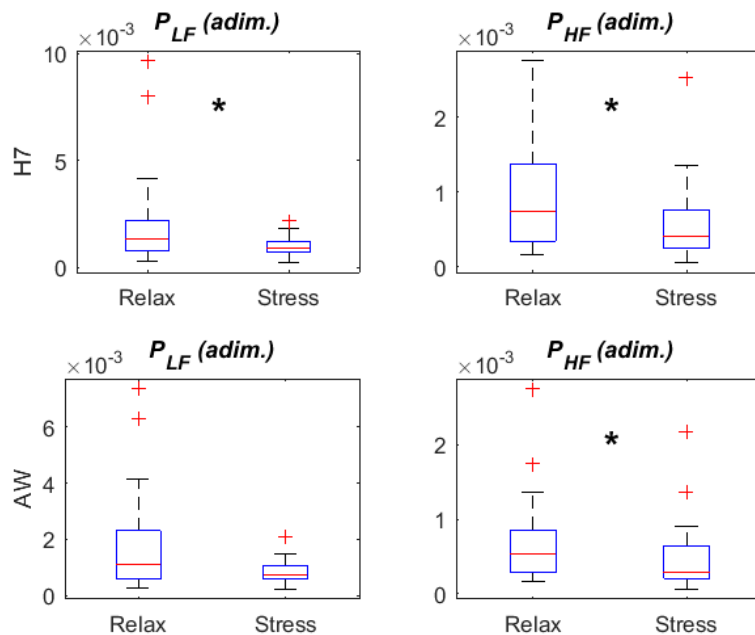 P_LF (adim.)
×10⁻³
10
5
0
H7
Relax
Stress
*
P_HF (adim.)
×10⁻³
2
1
0
Relax
Stress
*
P_LF (adim.)
×10⁻³
6
4
2
0
AW
Relax
Stress
P_HF (adim.)
×10⁻³
2
1
0
Relax
Stress
*